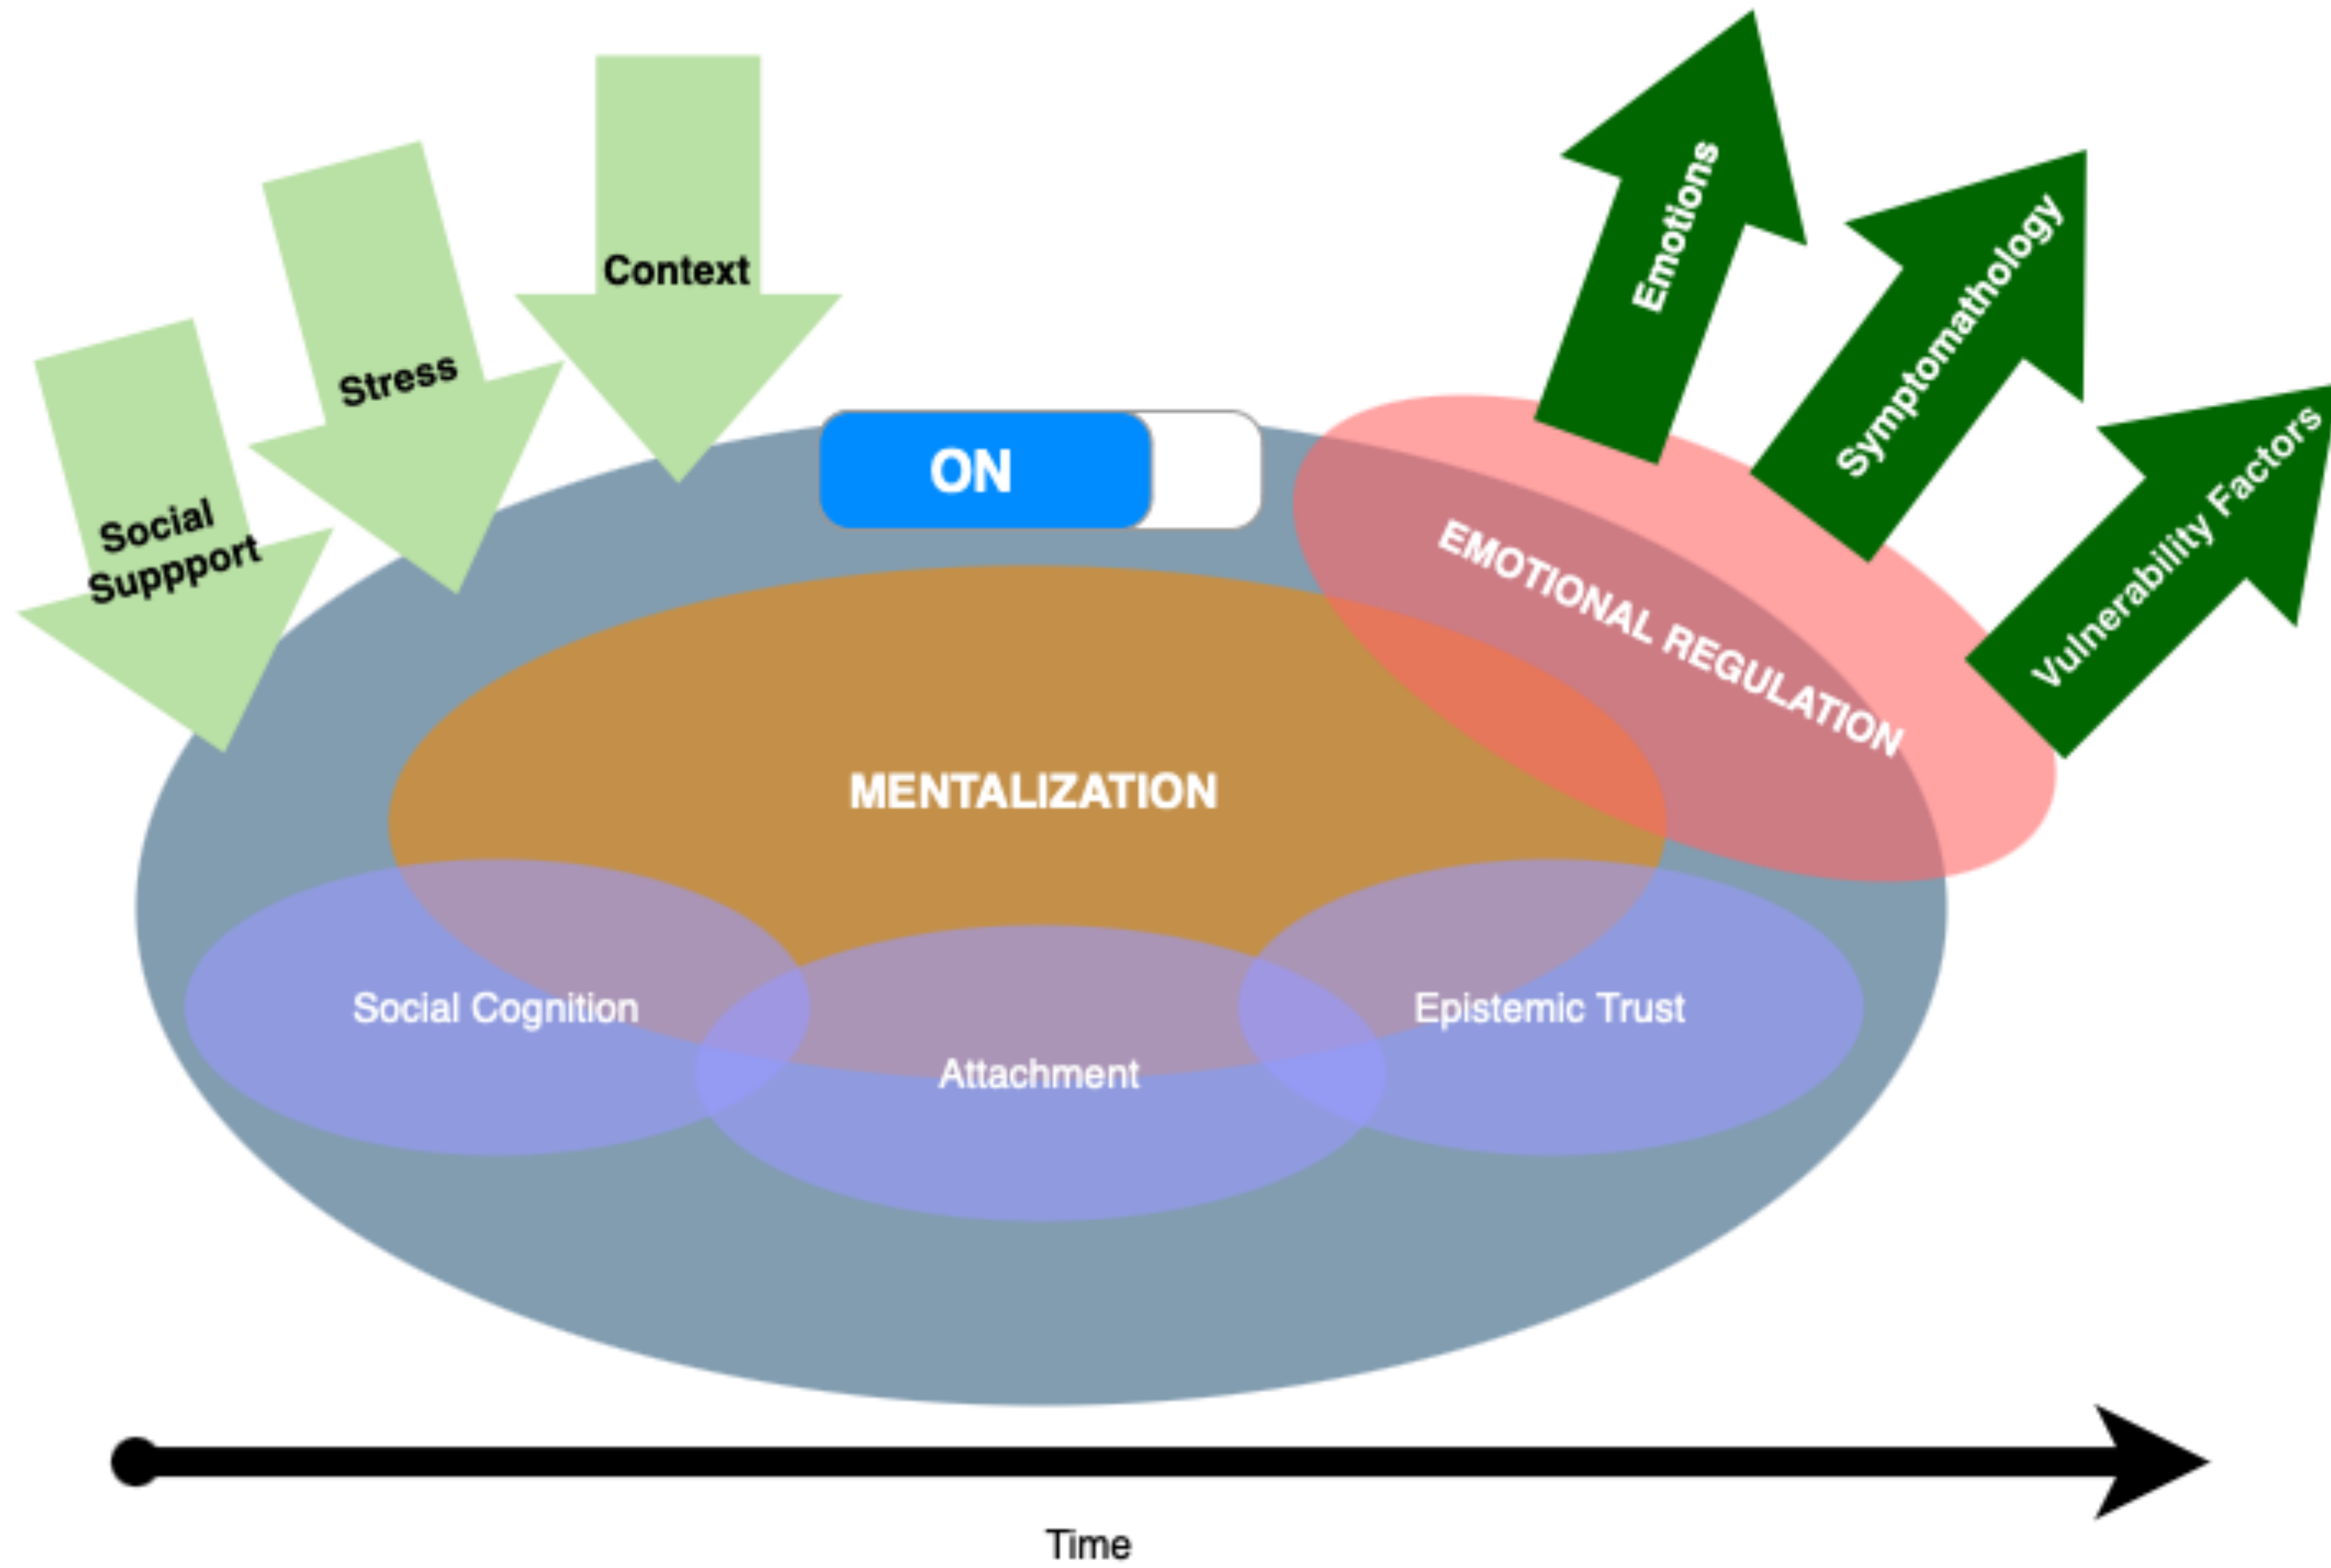 Context
Stress
Social
Suppport
ON
Emotions
Symptomathology
Vulnerability Factors
EMOTIONAL REGULATION
MENTALIZATION
Social Cognition
Epistemic Trust
Attachment
Time